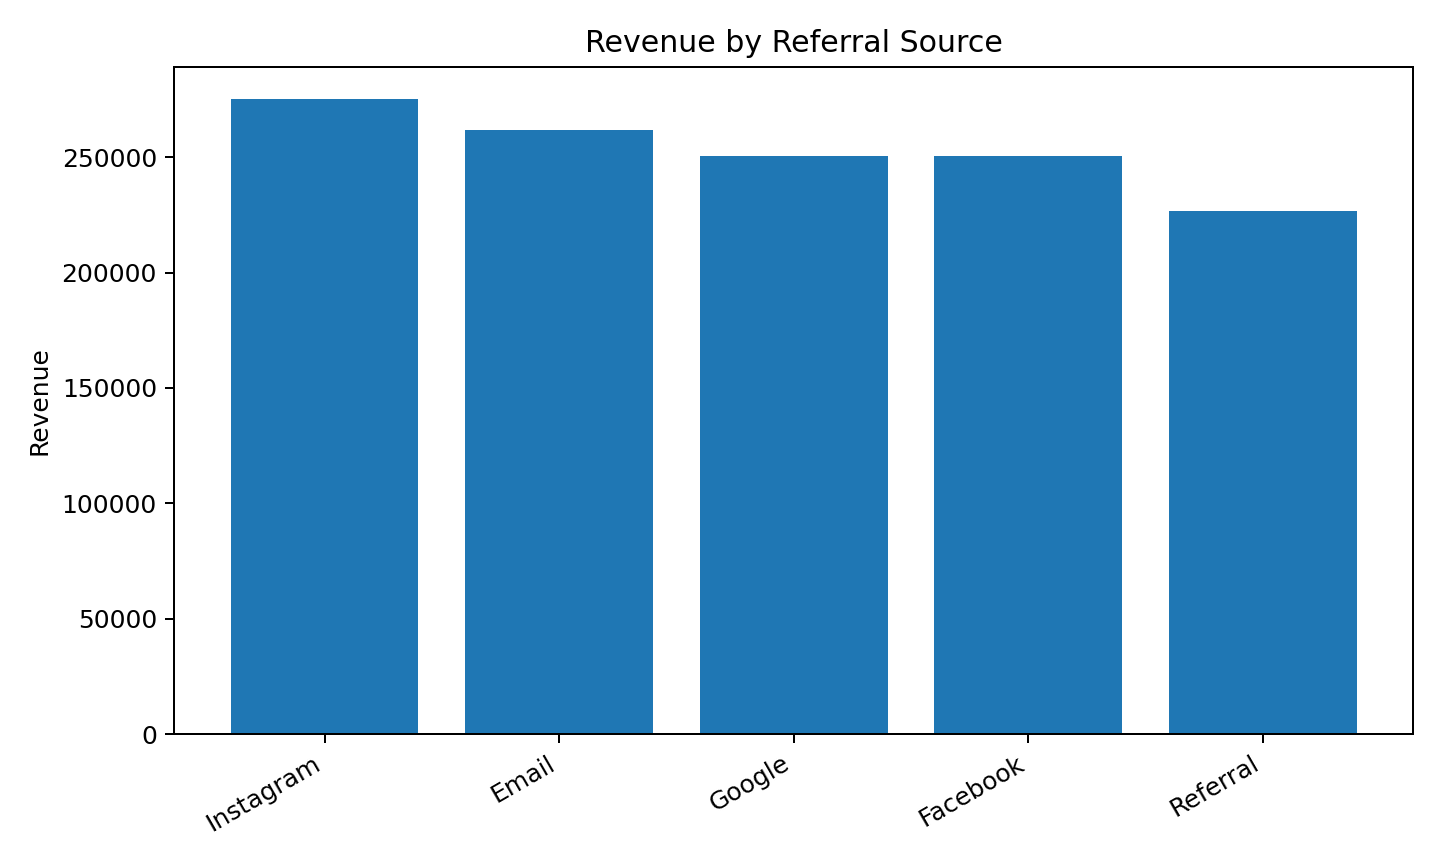 Revenue by Referral Source
Revenue
250000
200000
150000
100000
50000
0
Instagram
Email
Google
Facebook
Referral